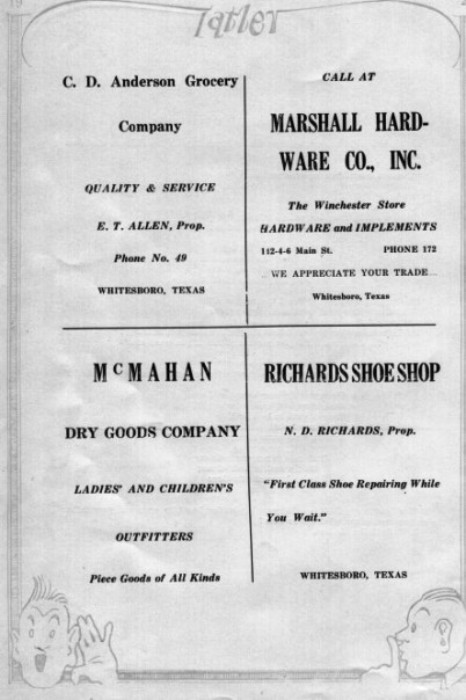 Tatler
C. D. Anderson Grocery
Company
QUALITY & SERVICE
E. T. ALLEN, Prop.
Phone No. 49
WHITESBORO, TEXAS
CALL AT
MARSHALL HARD-
WARE CO., INC.
The Winchester Store
HARDWARE and IMPLEMENTS
112-4-6 Main St. PHONE 172
WE APPRECIATE YOUR TRADE
Whitesboro, Texas
McMAHAN
DRY GOODS COMPANY
LADIES' AND CHILDREN'S
OUTFITTERS
Piece Goods of All Kinds
RICHARDS SHOE SHOP
N. D. RICHARDS, Prop.
"First Class Shoe Repairing While
You Wait."
WHITESBORO, TEXAS